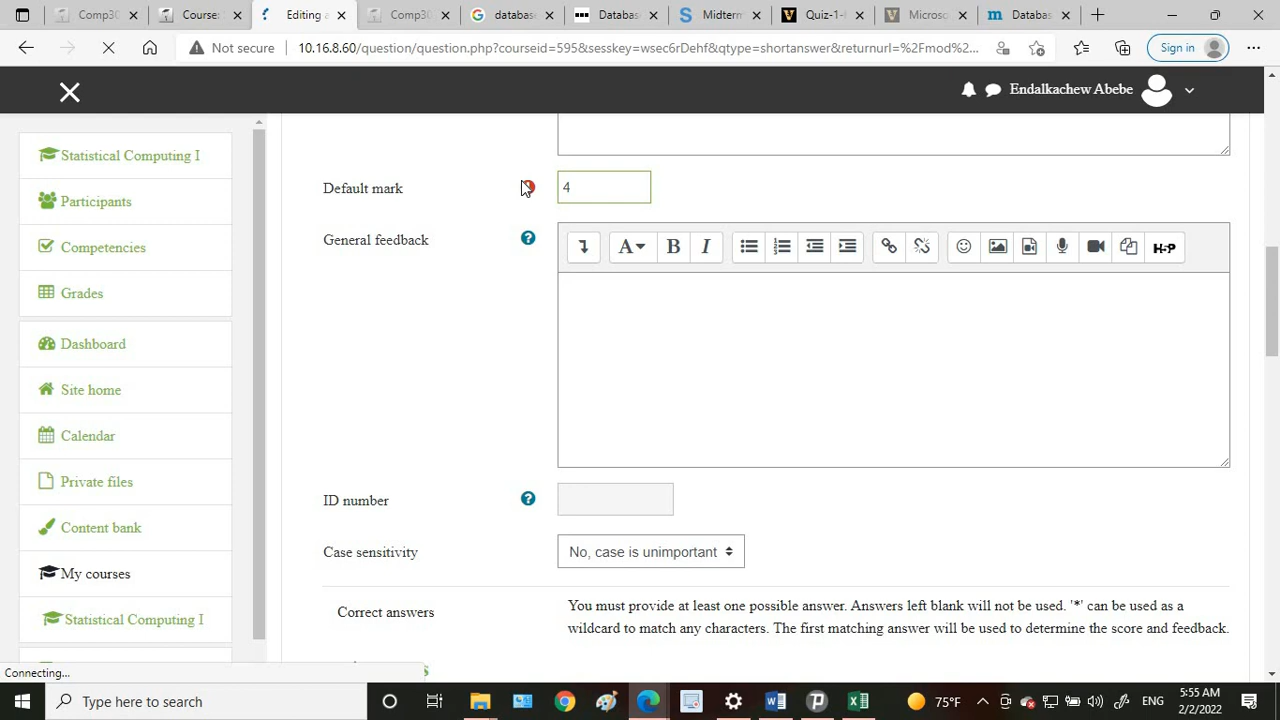 Comp30
Course:
Editing a
Comp30
database
Database
Midterm
Quiz-1-I
Microsc
Databas
Not secure
10.16.8.60/question/question.php?courseid=595&sesskey=wsec6rDehf&qtype=shortanswer&returnurl=%2Fmod%2...
Sign in
Endalkachew Abebe
Statistical Computing I
Participants
Competencies
Grades
Dashboard
Site home
Calendar
Private files
Content bank
My courses
Statistical Computing I
Default mark
4
General feedback
A B I
H-P
ID number
Case sensitivity
No, case is unimportant
Correct answers
You must provide at least one possible answer. Answers left blank will not be used. '*' can be used as a
wildcard to match any characters. The first matching answer will be used to determine the score and feedback.
Connecting...
Type here to search
75°F
ENG
5:55 AM
2/2/2022